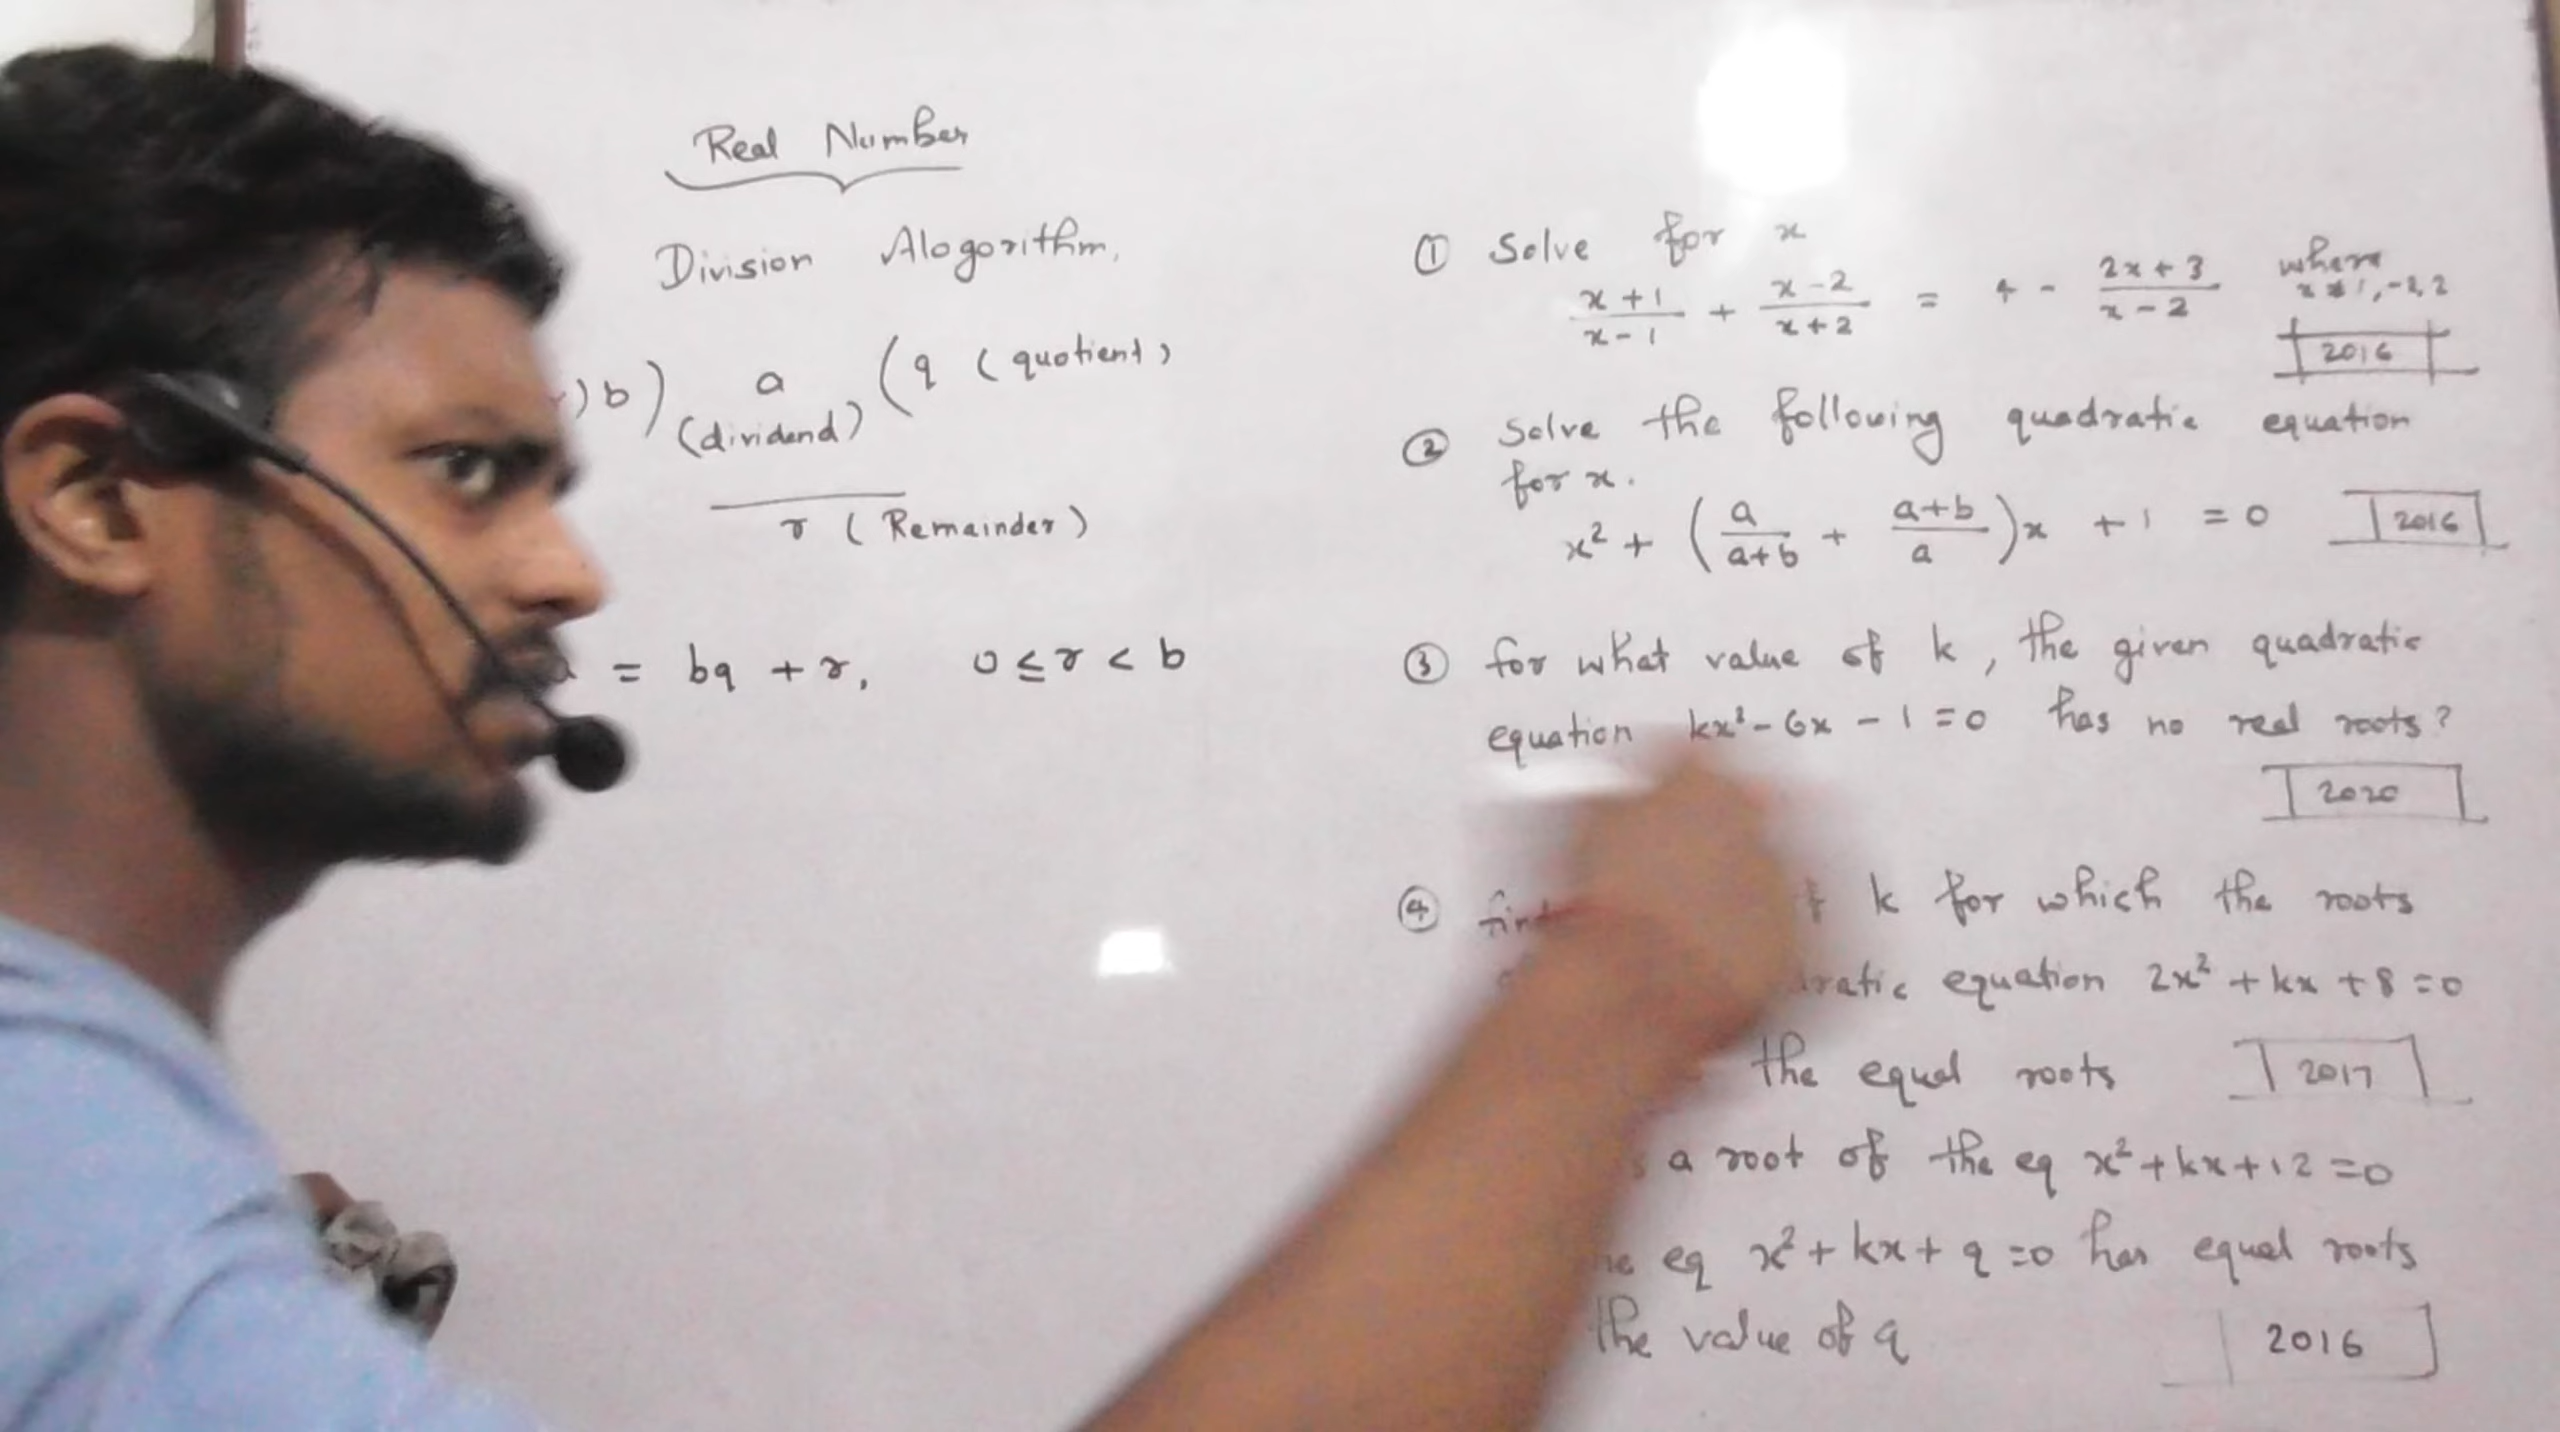 Real Number
Division Alogorithm,
) b ) a ( q ( quotient )
(dividend)
r ( Remainder )
a = bq + r, 0 ≤ r < b
① Solve for x
x+1/x-1 + x-2/x+2 = 4 - 2x+3/x-2 where x ≠ 1, -2, 2
2016
② Solve the following quadratic equation
for x.
x² + (a/a+b + a+b/a)x + 1 = 0 2016
③ for what value of k, the given quadratic
equation kx² - 6x - 1 = 0 has no real roots?
2020
④ find k for which the roots
equation 2x² + kx + 8 = 0
the equal roots 2017
a root of the eq x² + kx + 12 = 0
eq x² + kx + q = 0 has equal roots
the value of q 2016